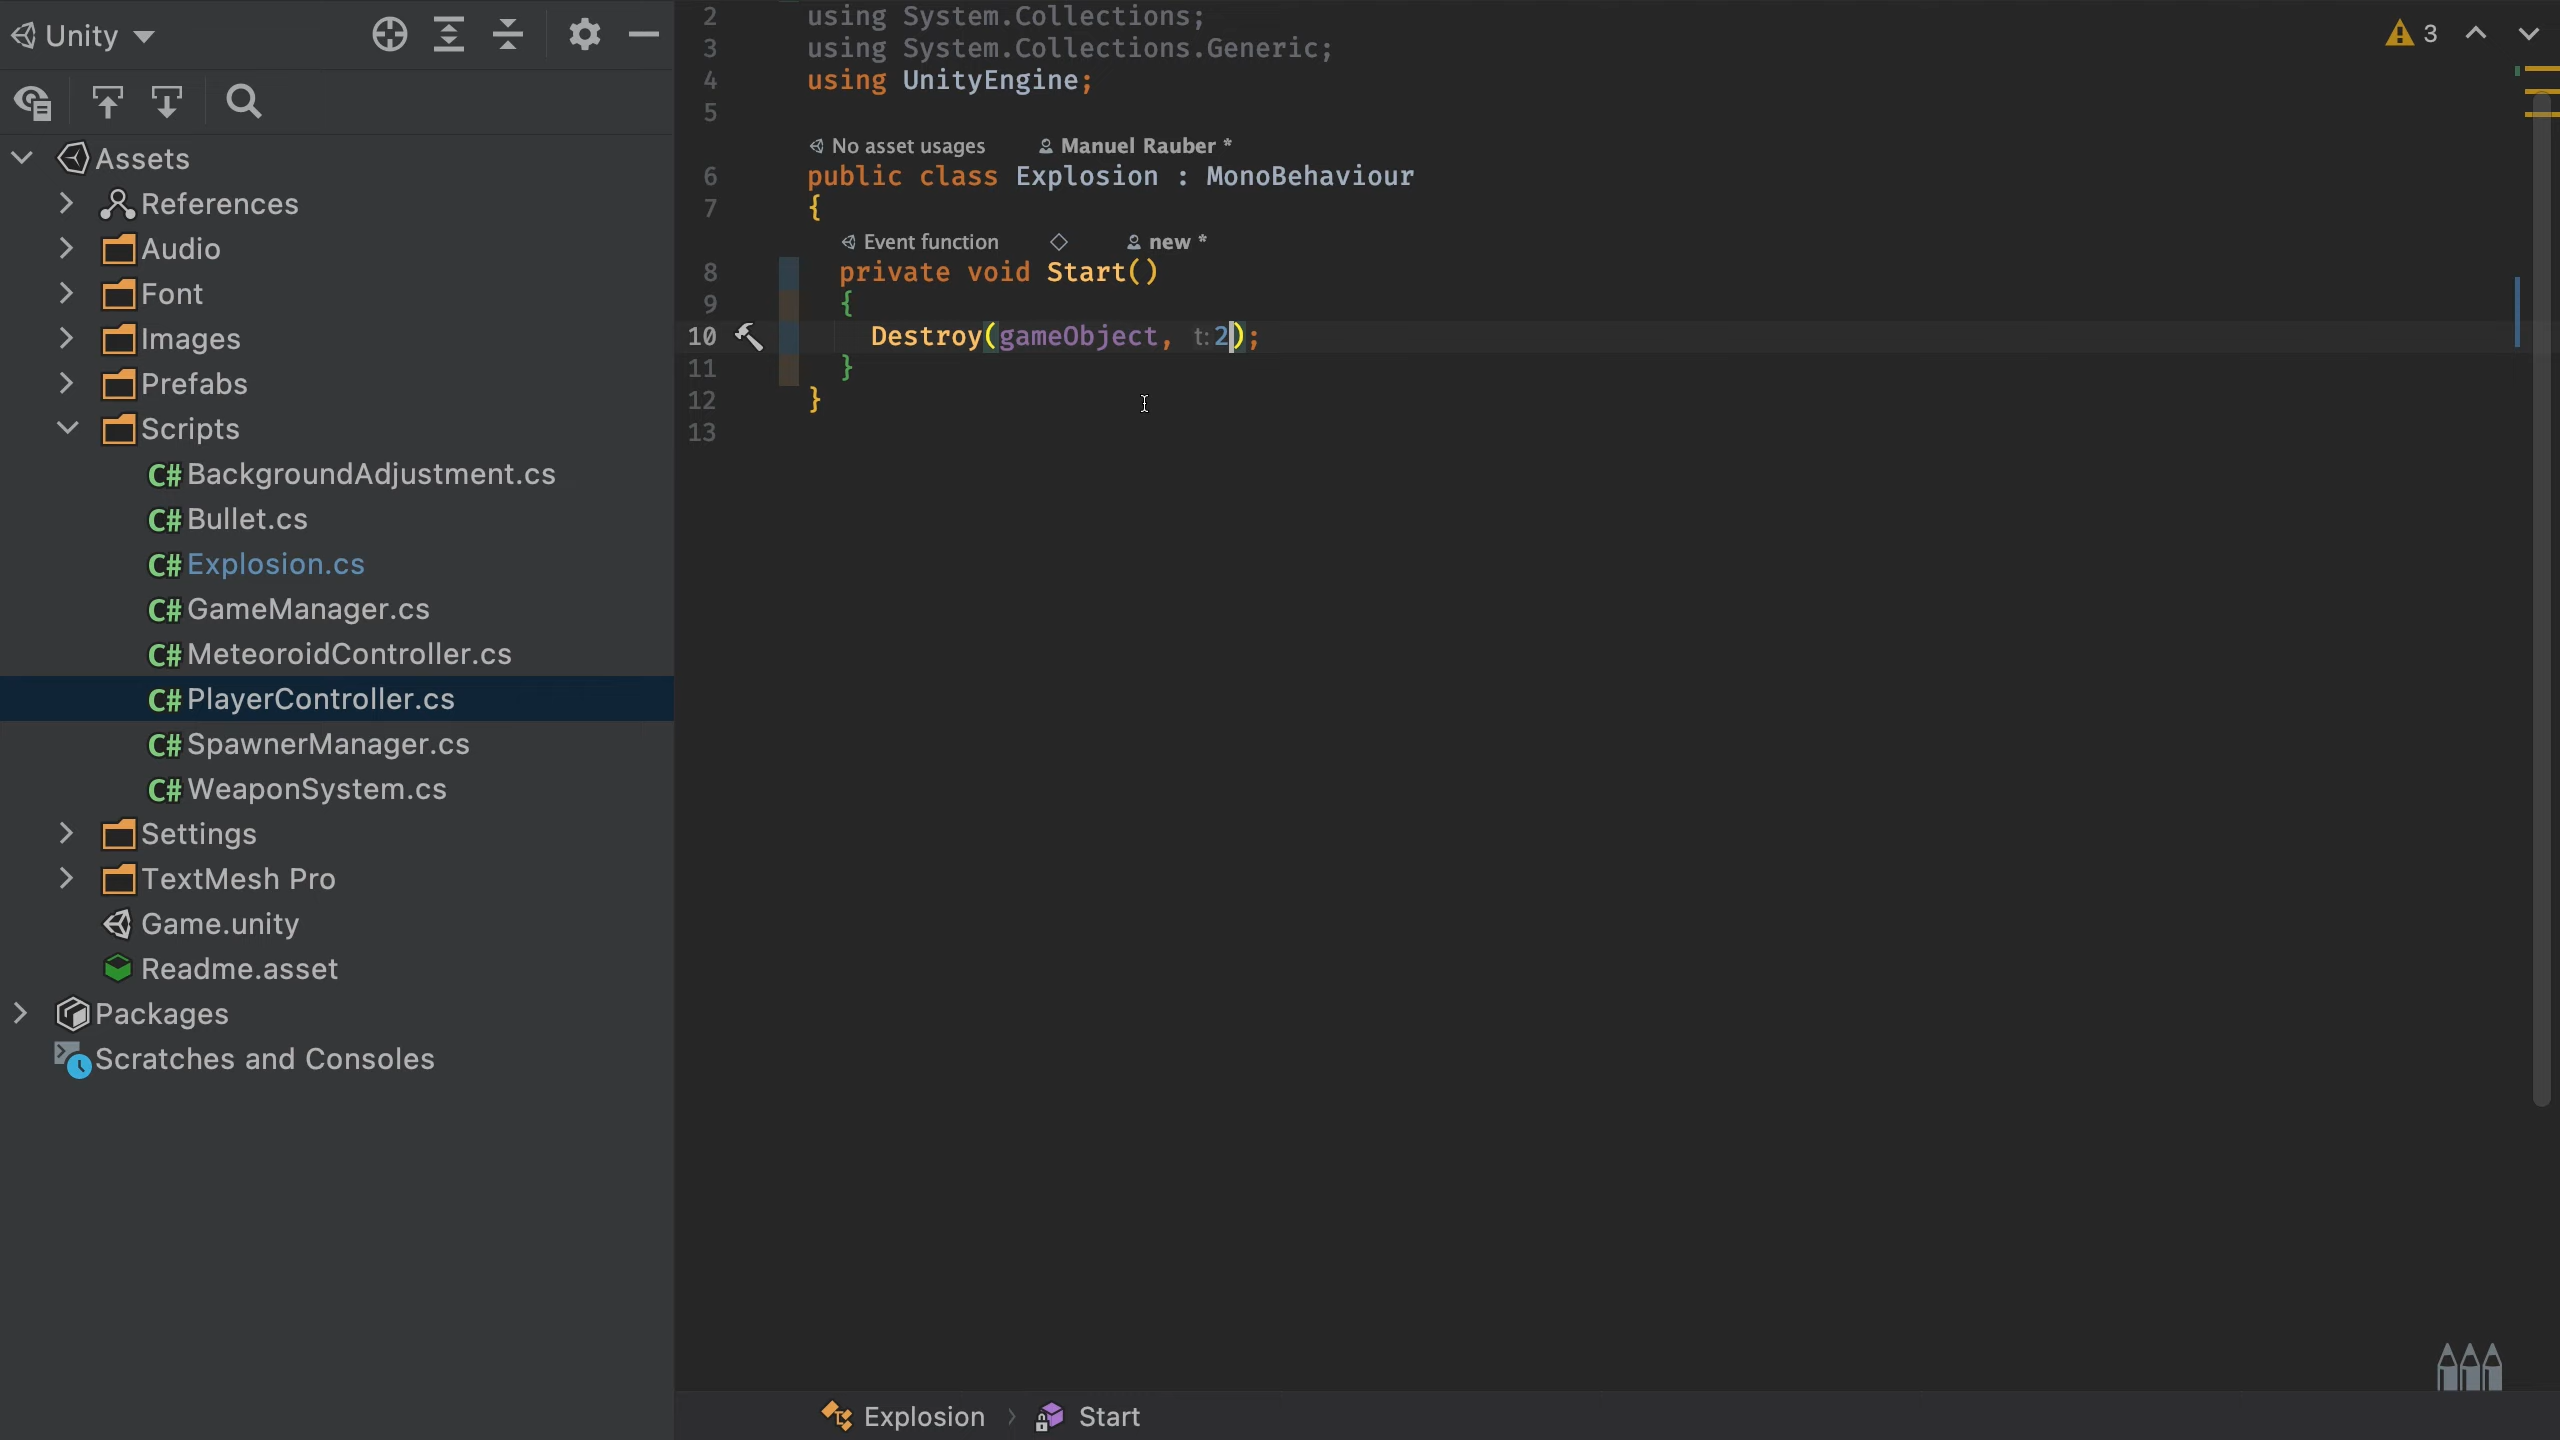 Unity
Assets
References
Audio
Font
Images
Prefabs
Scripts
C# BackgroundAdjustment.cs
C# Bullet.cs
C# Explosion.cs
C# GameManager.cs
C# MeteoroidController.cs
C# PlayerController.cs
C# SpawnerManager.cs
C# WeaponSystem.cs
Settings
TextMesh Pro
Game.unity
Readme.asset
Packages
Scratches and Consoles
2 using System.Collections;
3 using System.Collections.Generic;
4 using UnityEngine;
5
No asset usages Manuel Rauber *
6 public class Explosion : MonoBehaviour
7 {
Event function new *
8 private void Start()
9 {
10 Destroy(gameObject, t:2);
11 }
12 }
13
3
Explosion > Start